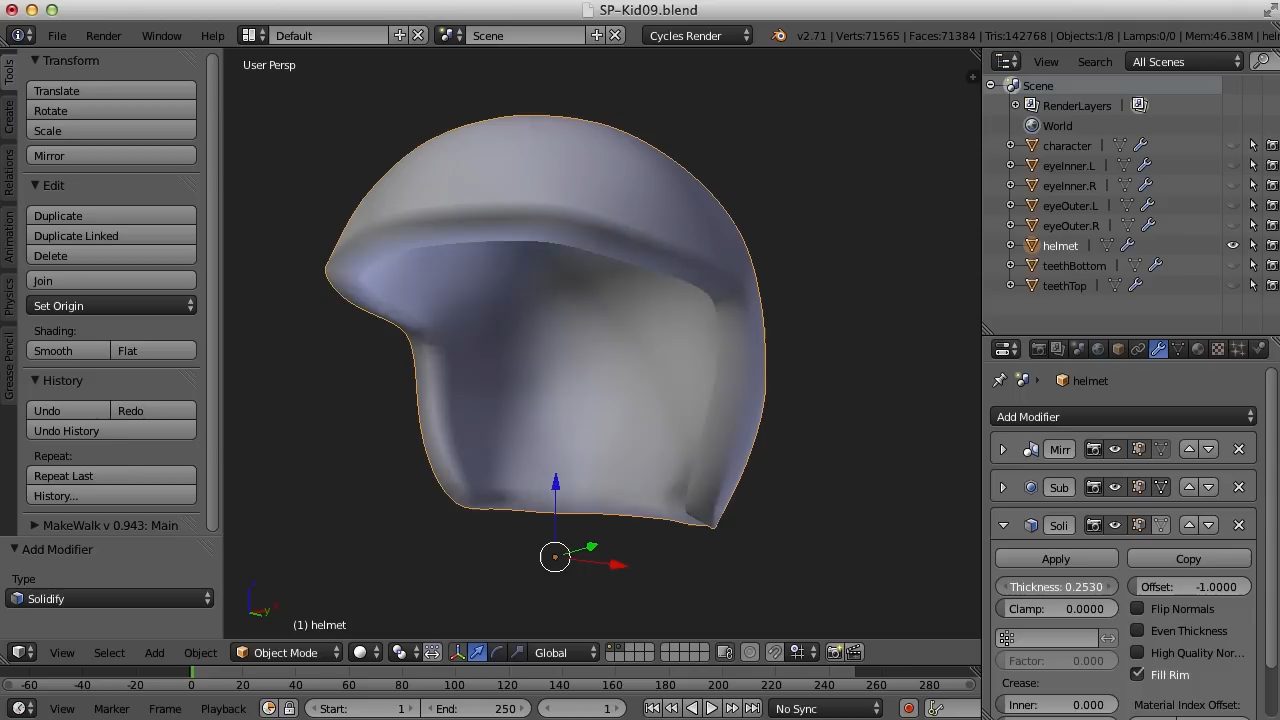 SP-Kid09.blend
File Render Window Help Default Scene Cycles Render v2.71 | Verts:71565 | Faces:71384 | Tris:142768 | Objects:1/8 | Lamps:0/0 | Mem:46.38M |
Tools
Create
Relations
Animation
Physics
Grease Pencil
Transform
Translate
Rotate
Scale
Mirror
Edit
Duplicate
Duplicate Linked
Delete
Join
Set Origin
Shading:
Smooth Flat
History
Undo Redo
Undo History
Repeat:
Repeat Last
History...
MakeWalk v 0.943: Main
Add Modifier
Type
Solidify
User Persp
(1) helmet
View Select Add Object Object Mode Global
-60 -40 -20 0 20 40 60 80 100 120 140 160 180 200 220 240 260 280
View Marker Frame Playback Start: 1 End: 250 1 No Sync
View Search All Scenes
Scene
RenderLayers |
World
character |
eyeInner.L |
eyeInner.R |
eyeOuter.L |
eyeOuter.R |
helmet |
teethBottom |
teethTop |
helmet
Add Modifier
Mirr
Sub
Soli
Apply Copy
Thickness: 0.2530 Offset: -1.0000
Clamp: 0.0000 Flip Normals
Even Thickness
Factor: 0.000 High Quality Nor...
Crease: Fill Rim
Inner: 0.000 Material Index Offset: